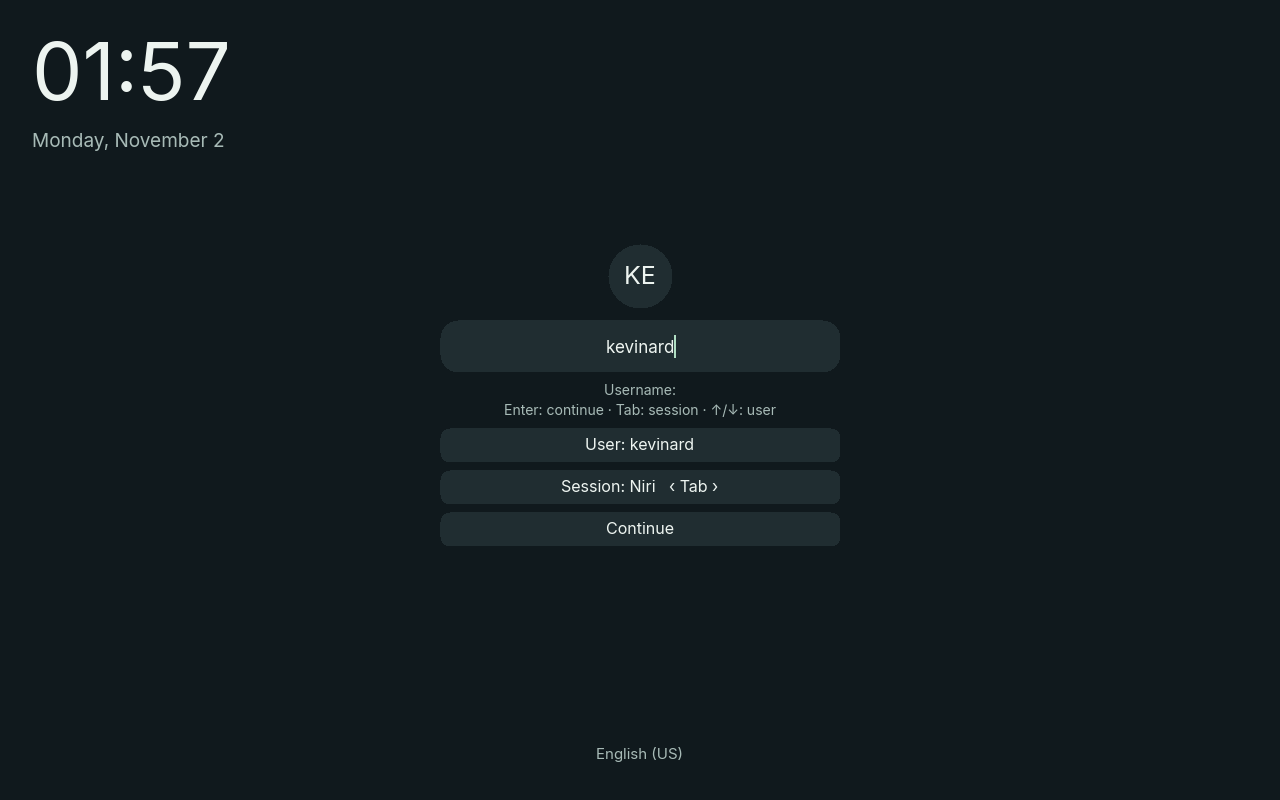 01:57
Monday, November 2
KE
kevinard
Username:
Enter: continue · Tab: session · ↑/↓: user
User: kevinard
Session: Niri ‹ Tab ›
Continue
English (US)